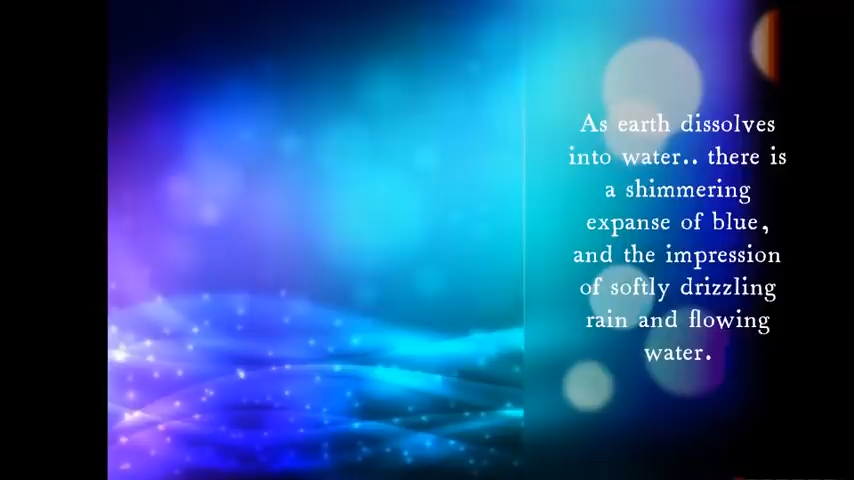 As earth dissolves
into water.. there is
a shimmering
expanse of blue,
and the impression
of softly drizzling
rain and flowing
water.